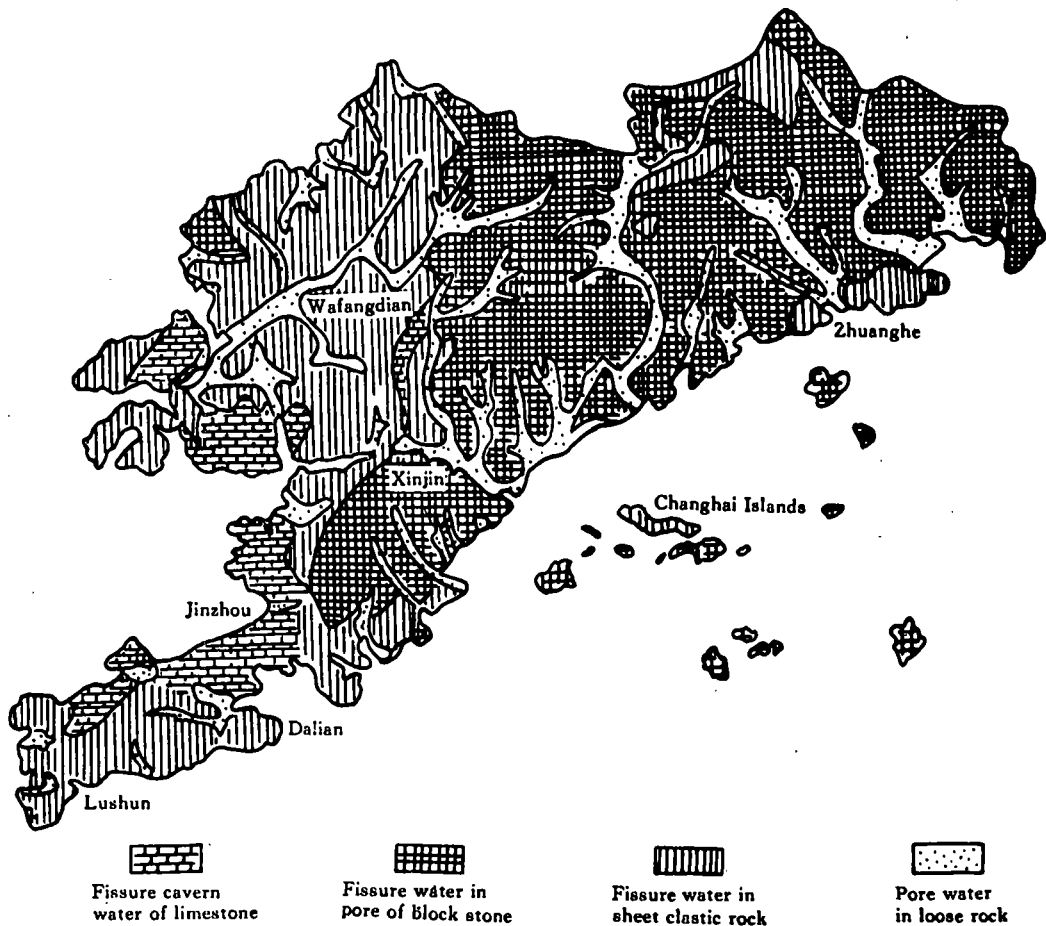 Wafangdian
Zhuanghe
Xinjin
Changhai Islands
Jinzhou
Dalian
Lushun
Fissure cavern
water of limestone
Fissure water in
pore of block stone
Fissure water in
sheet clastic rock
Pore water
in loose rock